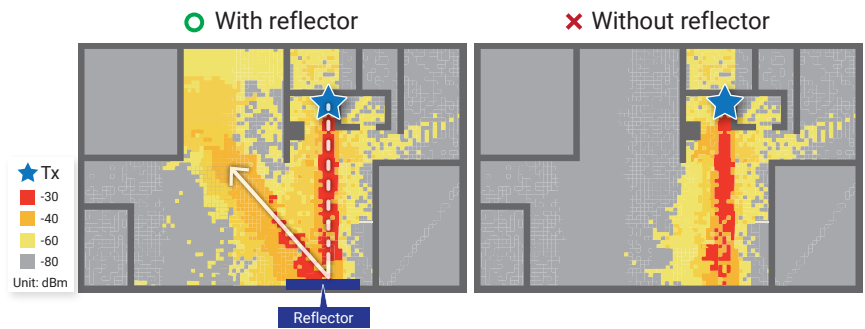 With reflector
Without reflector
Tx
-30
-40
-60
-80
Unit: dBm
Reflector